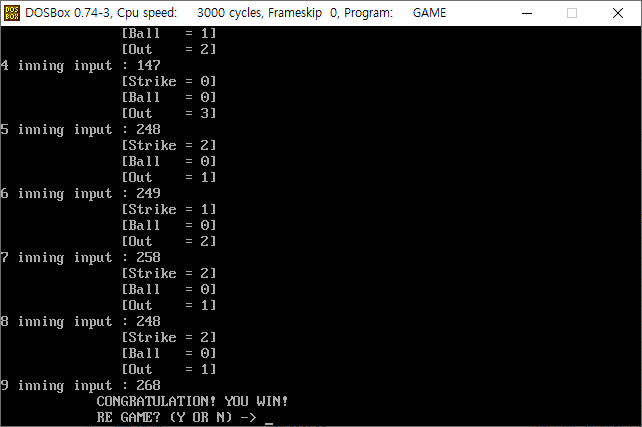 DOS
BOX
DOSBox 0.74-3, Cpu speed: 3000 cycles, Frameskip 0, Program: GAME
[Ball = 1]
[Out = 2]
4 inning input : 147
[Strike = 0]
[Ball = 0]
[Out = 3]
5 inning input : 248
[Strike = 2]
[Ball = 0]
[Out = 1]
6 inning input : 249
[Strike = 1]
[Ball = 0]
[Out = 2]
7 inning input : 258
[Strike = 2]
[Ball = 0]
[Out = 1]
8 inning input : 248
[Strike = 2]
[Ball = 0]
[Out = 1]
9 inning input : 268
CONGRATULATION! YOU WIN!
RE GAME? (Y OR N) -> _